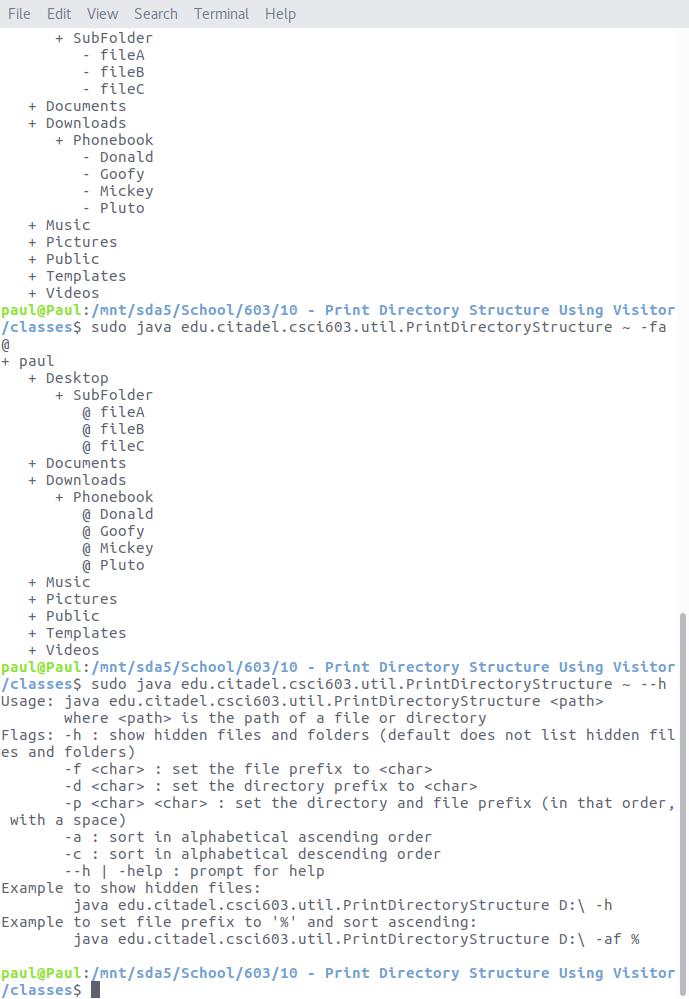 File Edit View Search Terminal Help
      + SubFolder
         - fileA
         - fileB
         - fileC
   + Documents
   + Downloads
      + Phonebook
         - Donald
         - Goofy
         - Mickey
         - Pluto
   + Music
   + Pictures
   + Public
   + Templates
   + Videos
paul@Paul:/mnt/sda5/School/603/10 - Print Directory Structure Using Visitor
/classes$ sudo java edu.citadel.csci603.util.PrintDirectoryStructure ~ -fa
@
+ paul
   + Desktop
      + SubFolder
         @ fileA
         @ fileB
         @ fileC
   + Documents
   + Downloads
      + Phonebook
         @ Donald
         @ Goofy
         @ Mickey
         @ Pluto
   + Music
   + Pictures
   + Public
   + Templates
   + Videos
paul@Paul:/mnt/sda5/School/603/10 - Print Directory Structure Using Visitor
/classes$ sudo java edu.citadel.csci603.util.PrintDirectoryStructure ~ --h
Usage: java edu.citadel.csci603.util.PrintDirectoryStructure <path>
       where <path> is the path of a file or directory
Flags: -h : show hidden files and folders (default does not list hidden fil
es and folders)
       -f <char> : set the file prefix to <char>
       -d <char> : set the directory prefix to <char>
       -p <char> <char> : set the directory and file prefix (in that order,
 with a space)
       -a : sort in alphabetical ascending order
       -c : sort in alphabetical descending order
       --h | -help : prompt for help
Example to show hidden files:
        java edu.citadel.csci603.util.PrintDirectoryStructure D:\ -h
Example to set file prefix to '%' and sort ascending:
        java edu.citadel.csci603.util.PrintDirectoryStructure D:\ -af %

paul@Paul:/mnt/sda5/School/603/10 - Print Directory Structure Using Visitor
/classes$